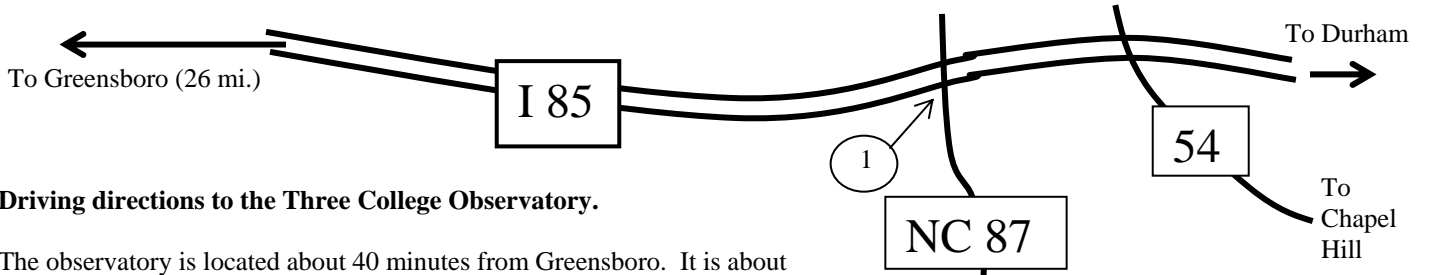 To Durham
To Greensboro (26 mi.)
I 85
54
1
Driving directions to the Three College Observatory.
To
Chapel
Hill
NC 87
The observatory is located about 40 minutes from Greensboro.  It is about